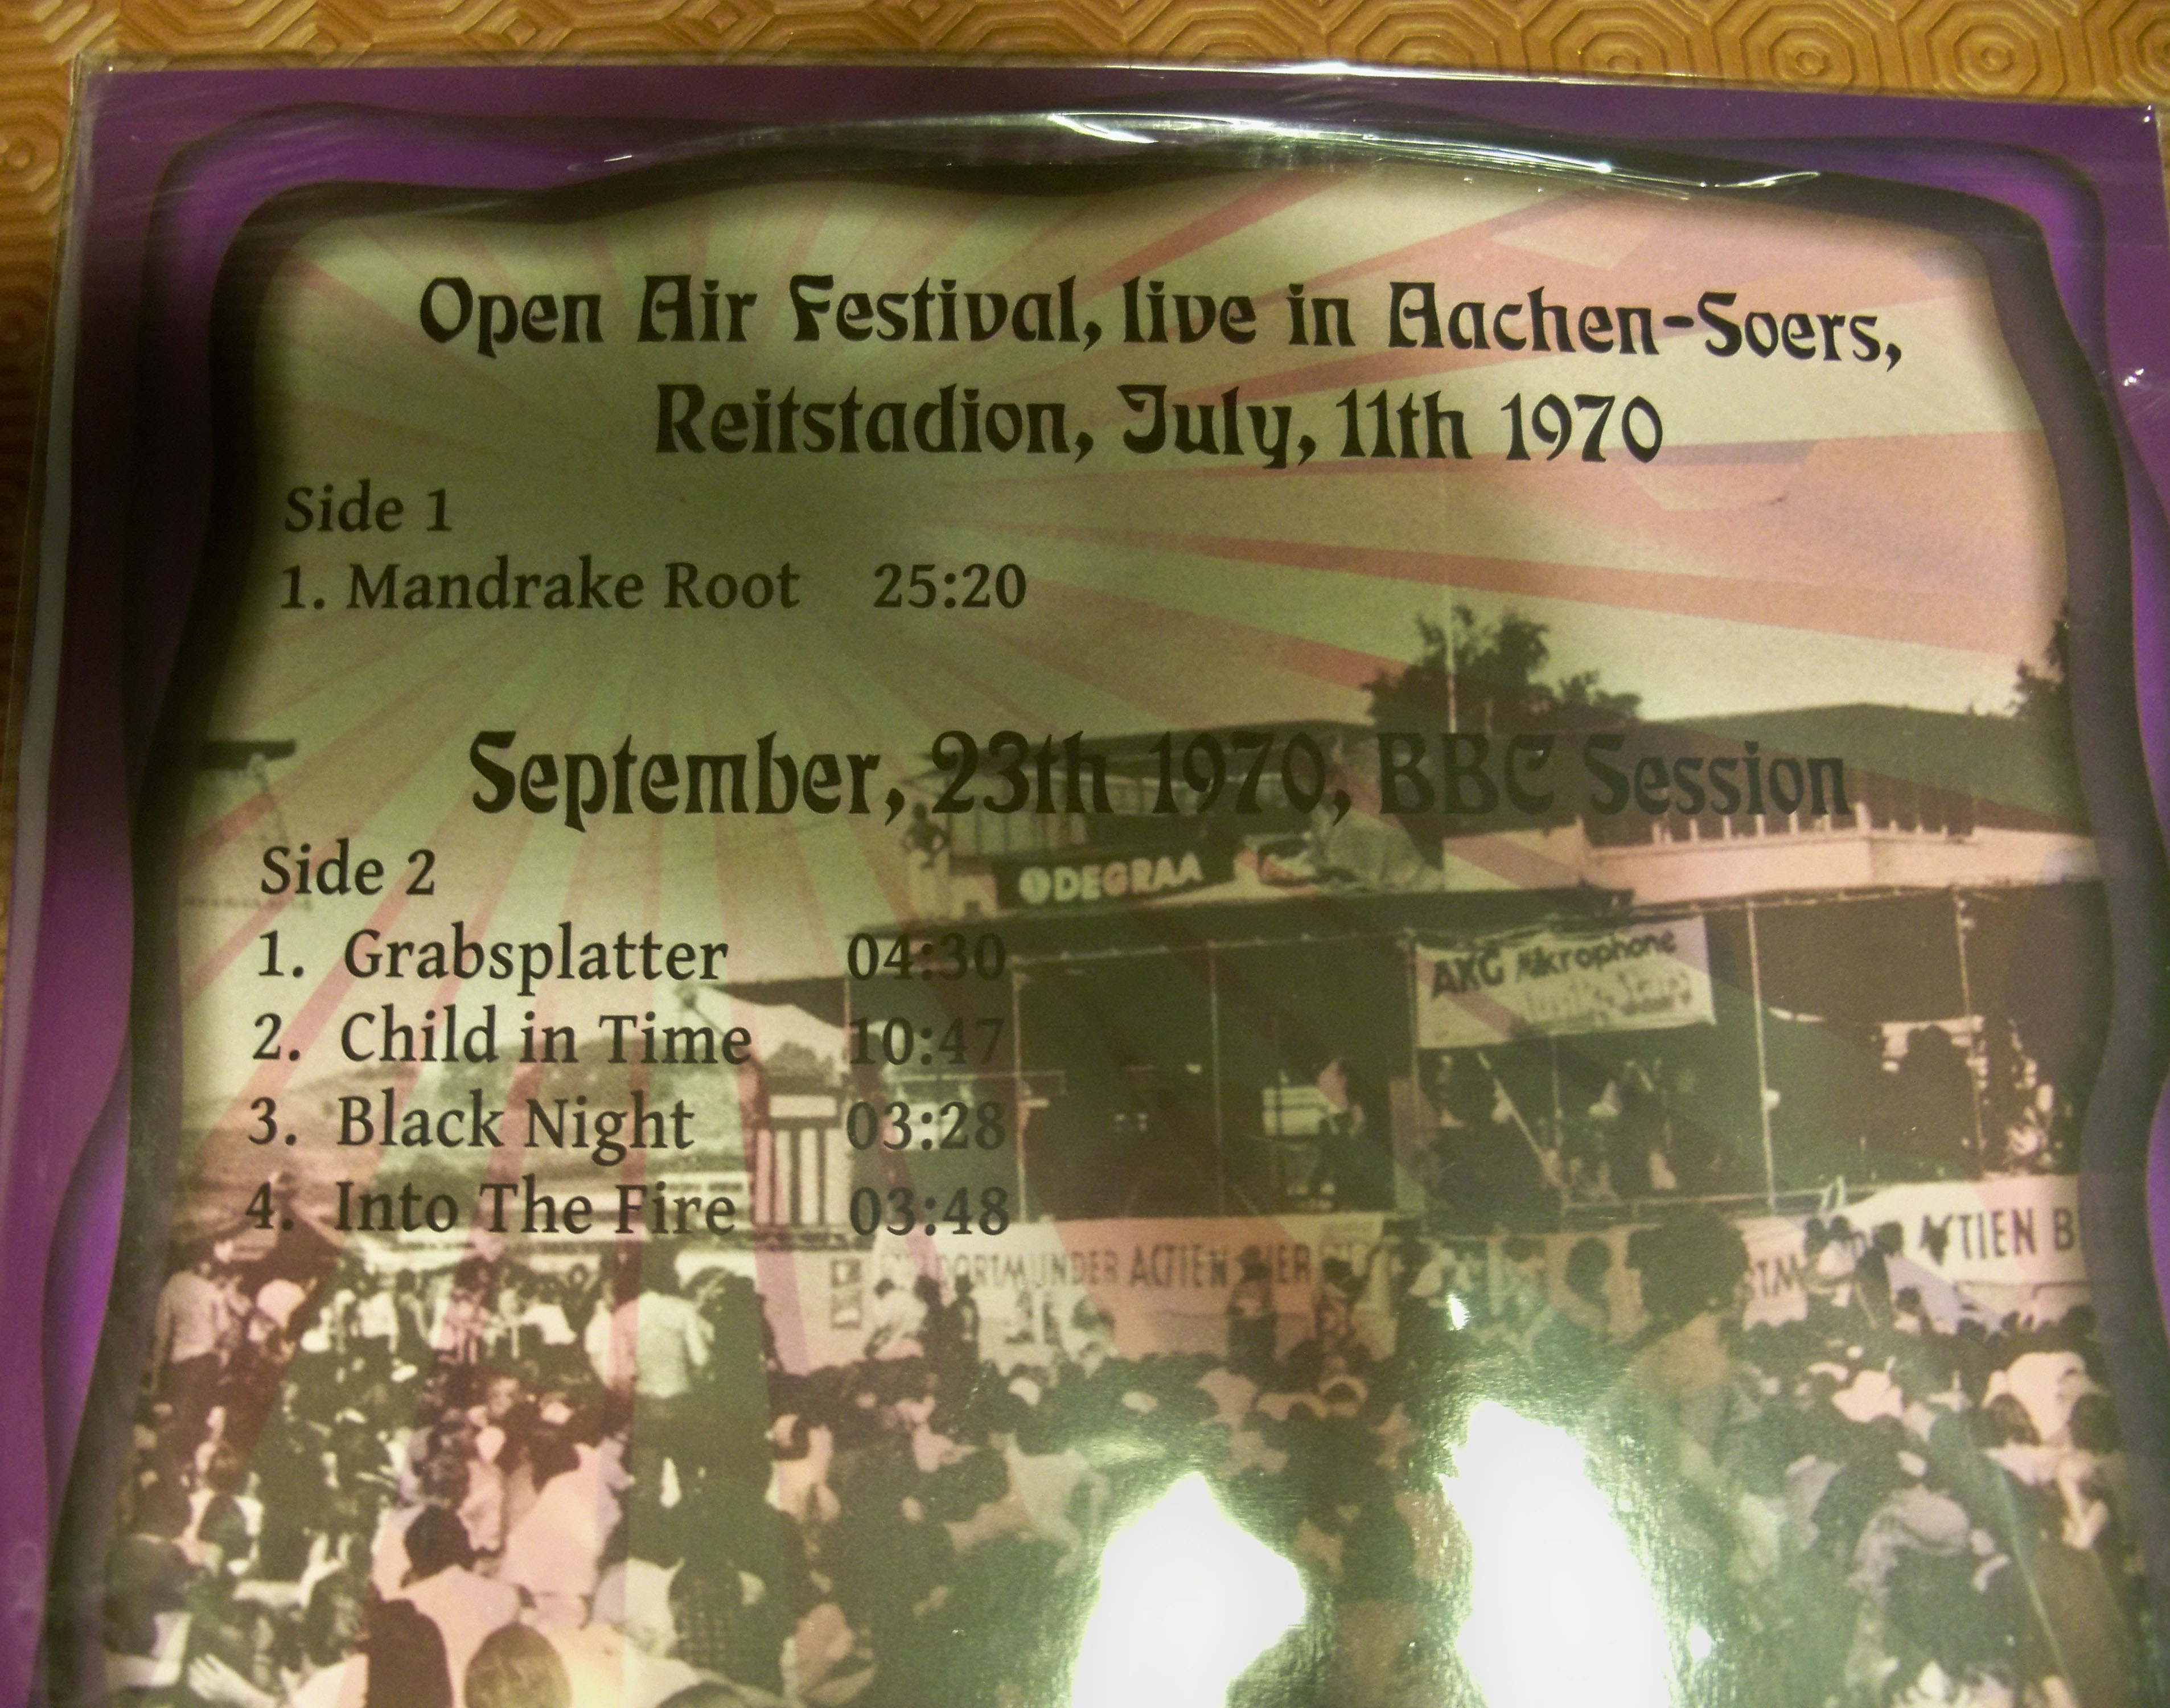 Open Air Festival, live in Aachen-Soers,
Reitstadion, July, 11th 1970
Side 1
1. Mandrake Root 25:20
September, 23th 1970, BBC Session
Side 2
1. Grabsplatter 04:30
2. Child in Time 10:47
3. Black Night 03:28
4. Into The Fire 03:48
DEGRAA
AKG Mikrophone
DORTMUNDER ACTIEN BIER
TIEN B